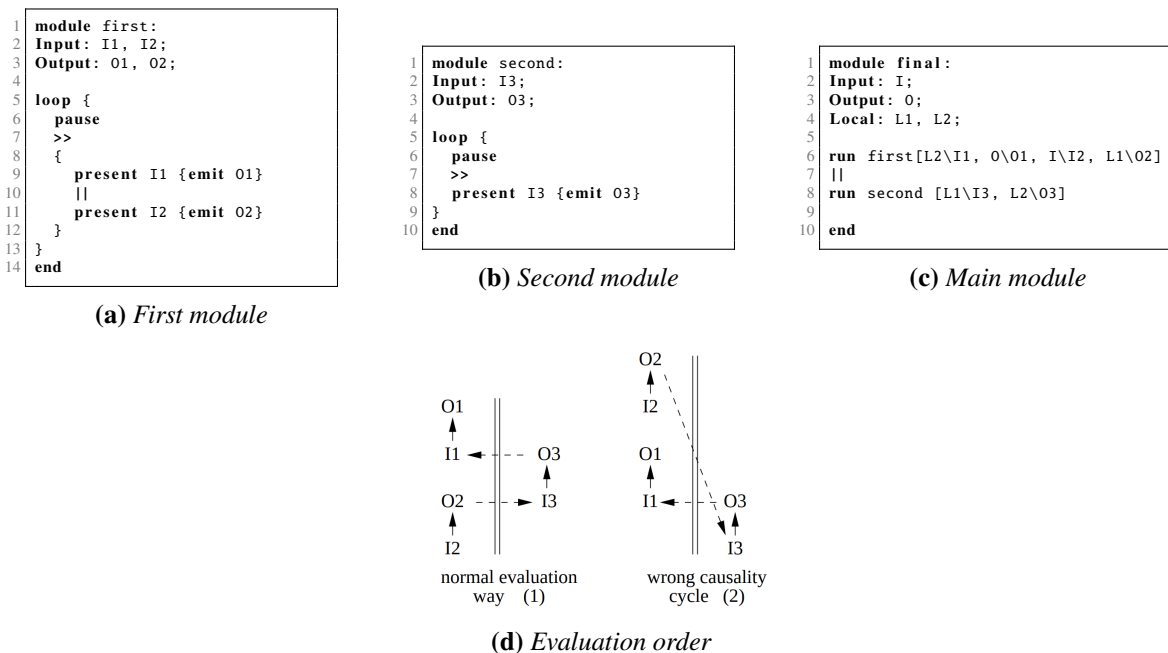 1 module first:
2 Input: I1, I2;
3 Output: O1, O2;
4
5 loop {
6 pause
7 >>
8 {
9 present I1 {emit O1}
10 ||
11 present I2 {emit O2}
12 }
13 }
14 end
(a) First module
1 module second:
2 Input: I3;
3 Output: O3;
4
5 loop {
6 pause
7 >>
8 present I3 {emit O3}
9 }
10 end
(b) Second module
1 module final:
2 Input: I;
3 Output: O;
4 Local: L1, L2;
5
6 run first[L2\I1, O\O1, I\I2, L1\O2]
7 ||
8 run second [L1\I3, L2\O3]
9
10 end
(c) Main module
O1
I1 O3
O2 I3
I2
normal evaluation
way (1)
O2
I2
O1
I1 O3
I3
wrong causality
cycle (2)
(d) Evaluation order